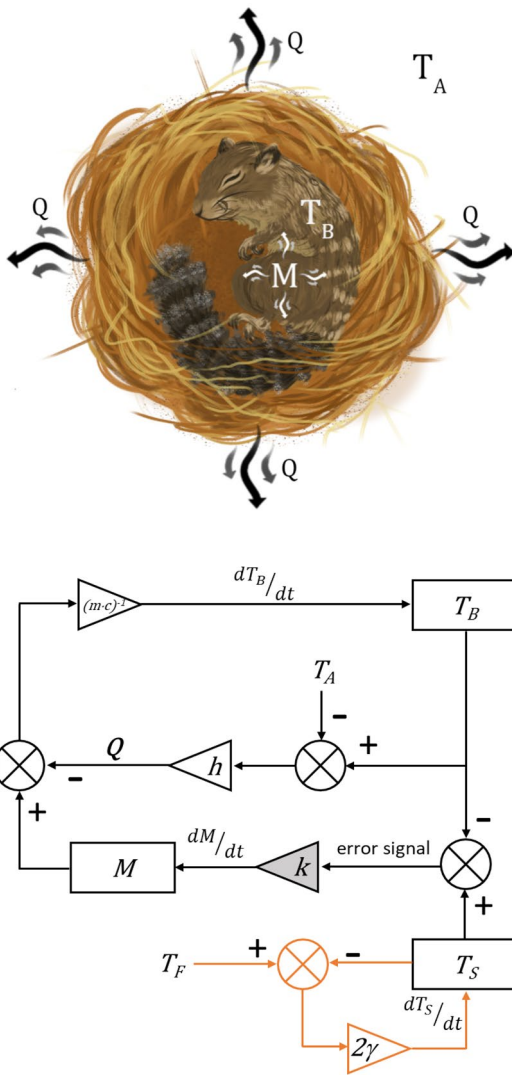 Q
T_A
Q
T_B
Q
M
Q
dT_B/dt
(m·c)⁻¹
T_B
T_A
−
+
Q
h
−
+
−
dM/dt
error signal
M
k
+
T_F
+
−
T_S
dT_S/dt
2γ